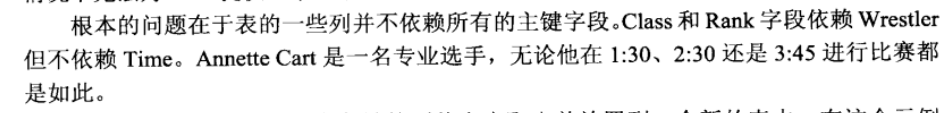 根本的问题在于表的一些列并不依赖所有的主键字段。Class 和 Rank 字段依赖 Wrestler
但不依赖 Time。Annette Cart 是一名专业选手，无论他在 1:30、2:30 还是 3:45 进行比赛都
是如此。